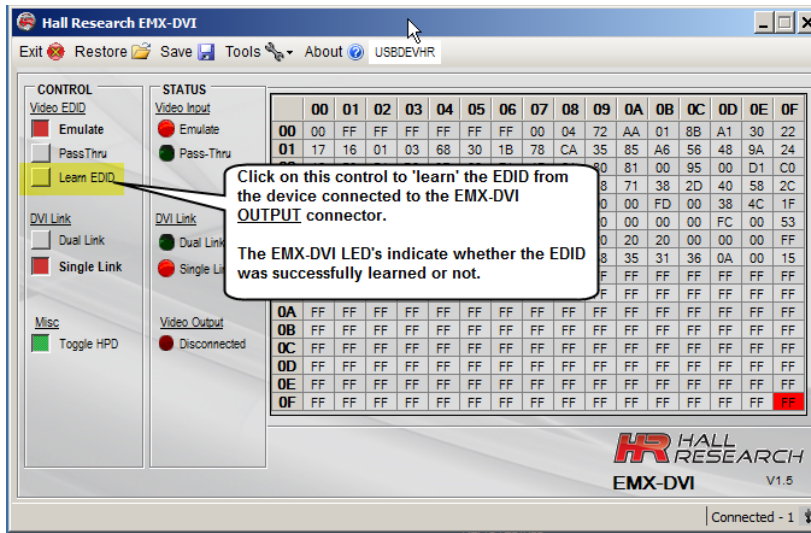 Hall Research EMX-DVI
Exit Restore Save Tools About USBDEVHR
CONTROL
Video EDID
Emulate
PassThru
Learn EDID
DVI Link
Dual Link
Single Link
Misc
Toggle HPD
STATUS
Video Input
Emulate
Pass-Thru
DVI Link
Dual Link
Single
Video Output
Disconnected
00 01 02 03 04 05 06 07 08 09 0A 0B 0C 0D 0E 0F
00 00 FF FF FF FF FF FF 00 04 72 AA 01 8B A1 30 22
01 17 16 01 03 68 30 1B 78 CA 35 85 A6 56 48 9A 24
80 81 00 95 00 D1 C0
71 38 2D 40 58 2C
00 FD 00 38 4C 1F
00 00 00 FC 00 53
20 20 00 00 00 FF
35 31 36 0A 00 15
FF FF FF FF FF FF
FF FF FF FF FF FF
0A FF FF FF FF FF FF FF FF FF FF FF FF FF FF FF FF
0B FF FF FF FF FF FF FF FF FF FF FF FF FF FF FF FF
0C FF FF FF FF FF FF FF FF FF FF FF FF FF FF FF FF
0D FF FF FF FF FF FF FF FF FF FF FF FF FF FF FF FF
0E FF FF FF FF FF FF FF FF FF FF FF FF FF FF FF FF
0F FF FF FF FF FF FF FF FF FF FF FF FF FF FF FF FF
Click on this control to 'learn' the EDID from
the device connected to the EMX-DVI
OUTPUT connector.
The EMX-DVI LED's indicate whether the EDID
was successfully learned or not.
HR HALL
RESEARCH
EMX-DVI V1.5
Connected - 1